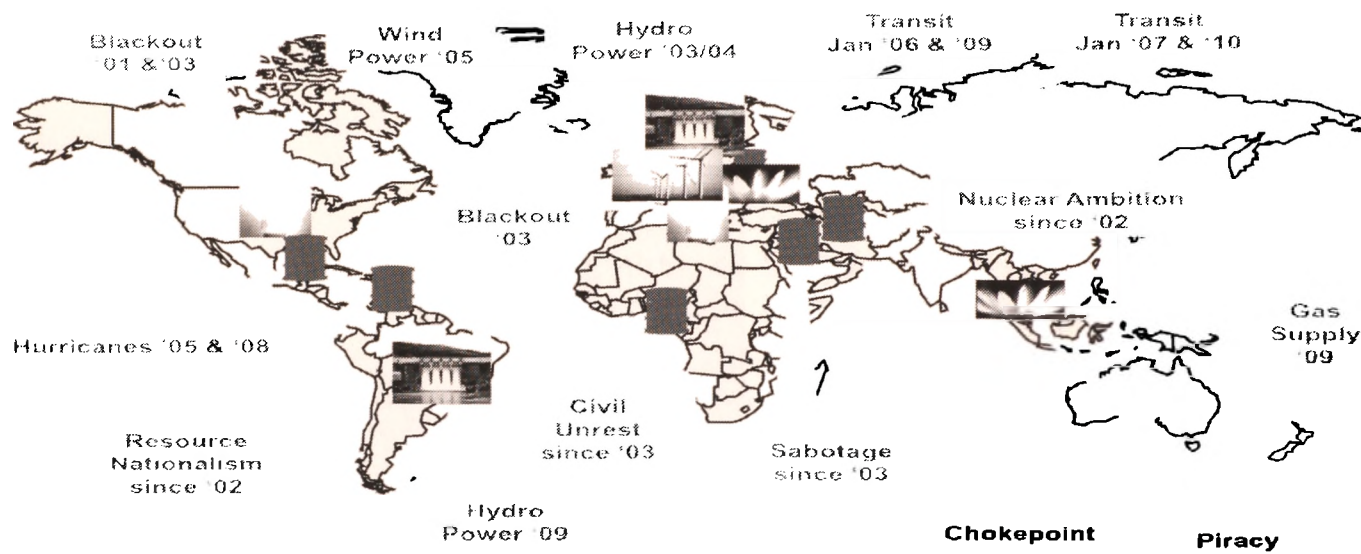 Blackout
'01 & '03
Wind
Power '05
Hydro
Power '03/04
Transit
Jan '06 & '09
Transit
Jan '07 & '10
Blackout
'03
Nuclear Ambition
since '02
Hurricanes '05 & '08
Gas
Supply
'09
Resource
Nationalism
since '02
Civil
Unrest
since '03
Sabotage
since '03
Hydro
Power '09
Chokepoint
Piracy